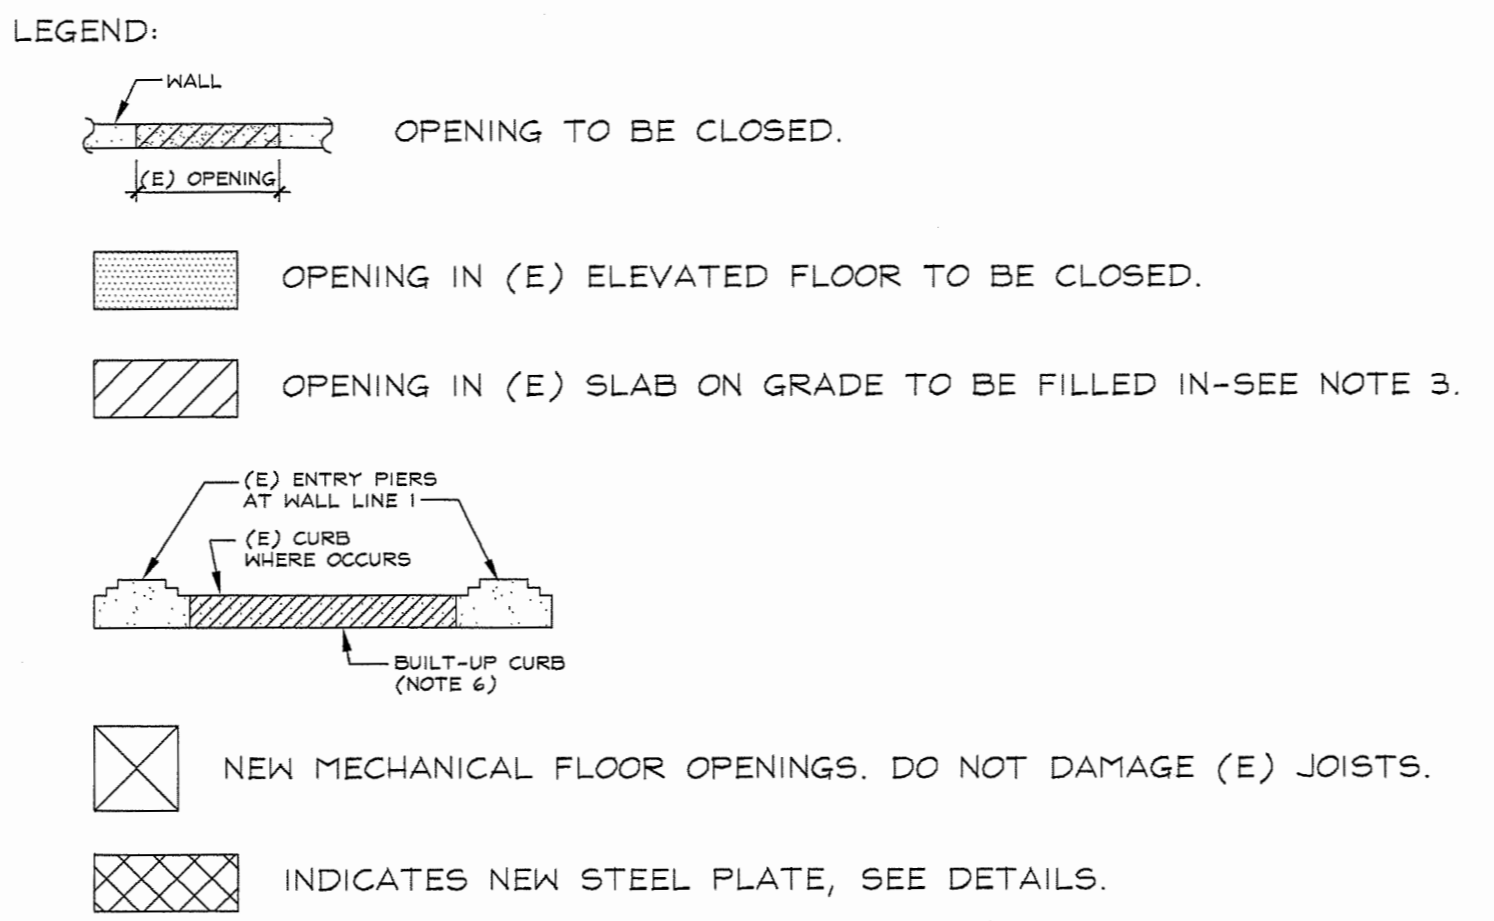 LEGEND:
WALL
OPENING TO BE CLOSED.
(E) OPENING
OPENING IN (E) ELEVATED FLOOR TO BE CLOSED.
OPENING IN (E) SLAB ON GRADE TO BE FILLED IN-SEE NOTE 3.
(E) ENTRY PIERS
AT WALL LINE 1
(E) CURB
WHERE OCCURS
BUILT-UP CURB
(NOTE 6)
NEW MECHANICAL FLOOR OPENINGS. DO NOT DAMAGE (E) JOISTS.
INDICATES NEW STEEL PLATE, SEE DETAILS.